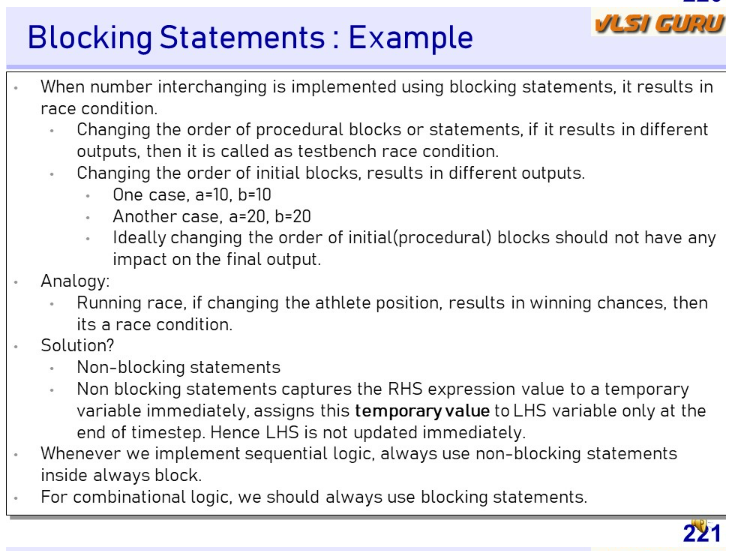 VLSI GURU
Blocking Statements : Example
• When number interchanging is implemented using blocking statements, it results in
race condition.
• Changing the order of procedural blocks or statements, if it results in different
outputs, then it is called as testbench race condition.
• Changing the order of initial blocks, results in different outputs.
• One case, a=10, b=10
• Another case, a=20, b=20
• Ideally changing the order of initial(procedural) blocks should not have any
impact on the final output.
• Analogy:
• Running race, if changing the athlete position, results in winning chances, then
its a race condition.
• Solution?
• Non-blocking statements
• Non blocking statements captures the RHS expression value to a temporary
variable immediately, assigns this temporary value to LHS variable only at the
end of timestep. Hence LHS is not updated immediately.
• Whenever we implement sequential logic, always use non-blocking statements
inside always block.
• For combinational logic, we should always use blocking statements.
221